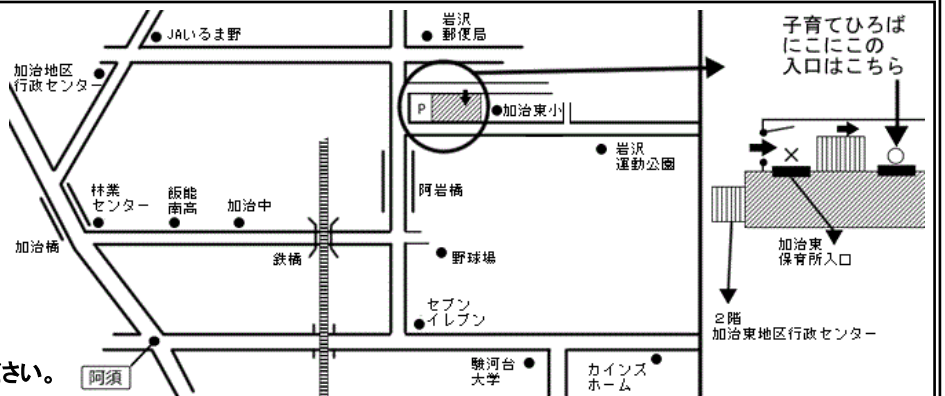 JAいるま野
岩沢
郵便局
加治地区
行政センター
P
加治東小
岩沢
運動公園
林業
センター
飯能
南高
加治中
阿岩橋
加治橋
鉄橋
野球場
セブン
イレブン
さい。
阿須
駿河台
大学
カインズ
ホーム
子育てひろば
にこにこの
入口はこちら
×
○
加治東
保育所入口
2階
加治東地区行政センター